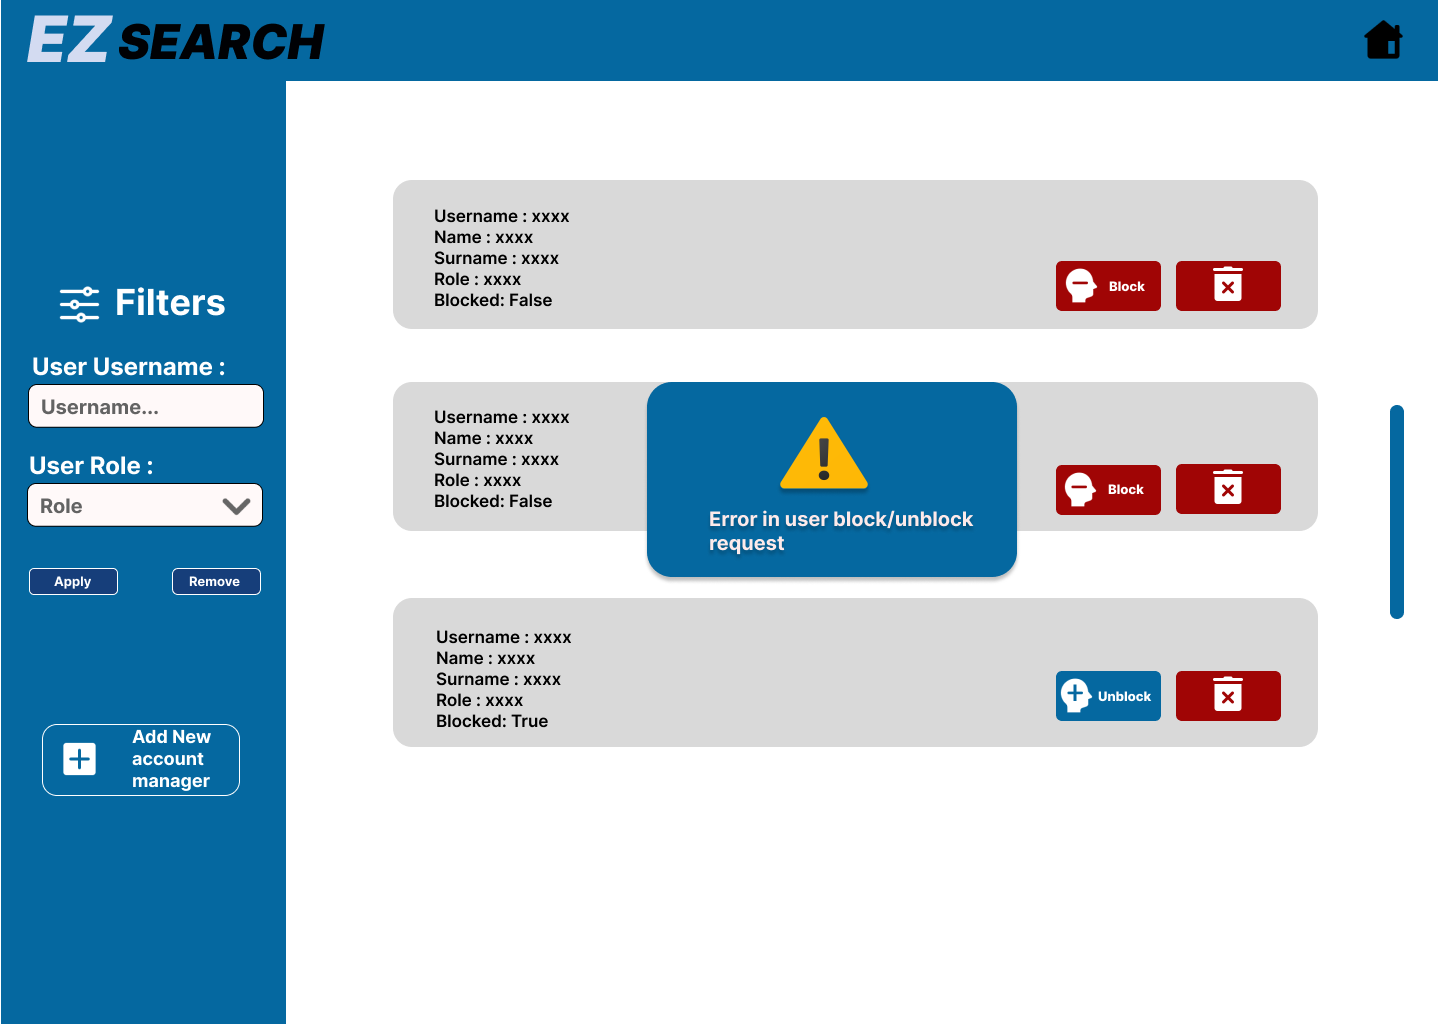 EZ SEARCH
Filters
User Username :
Username...
User Role :
Role
Apply
Remove
Add New
account
manager
Username : xxxx
Name : xxxx
Surname : xxxx
Role : xxxx
Blocked: False
Block
Username : xxxx
Name : xxxx
Surname : xxxx
Role : xxxx
Blocked: False
Error in user block/unblock
request
Block
Username : xxxx
Name : xxxx
Surname : xxxx
Role : xxxx
Blocked: True
Unblock